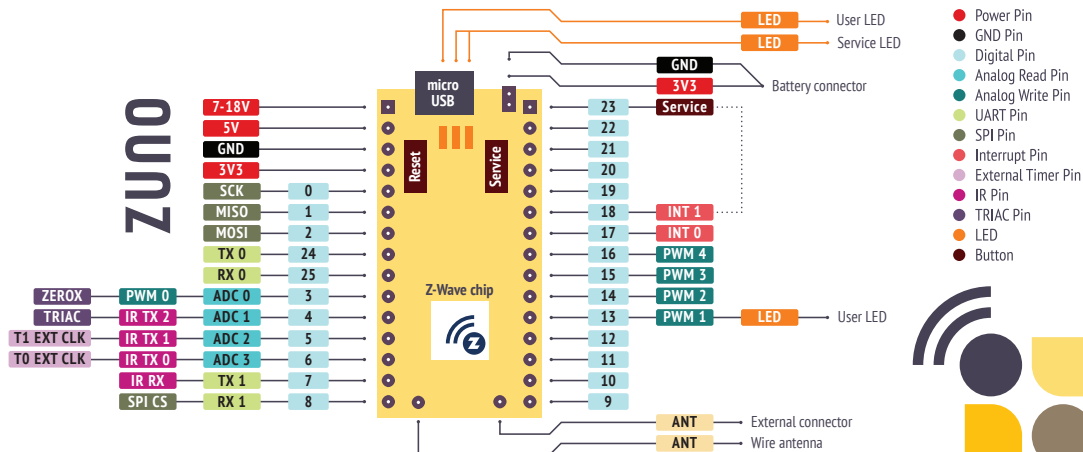 LED User LED
LED Service LED
micro USB
GND
3V3
Battery connector
ZUNO
7-18V
5V
GND
3V3
SCK 0
MISO 1
MOSI 2
TX 0 24
RX 0 25
ZEROX PWM 0 ADC 0 3
TRIAC IR TX 2 ADC 1 4
T1 EXT CLK IR TX 1 ADC 2 5
T0 EXT CLK IR TX 0 ADC 3 6
IR RX TX 1 7
SPI CS RX 1 8
Reset
Service
Z-Wave chip
Z
23 Service
22
21
20
19
18 INT 1
17 INT 0
16 PWM 4
15 PWM 3
14 PWM 2
13 PWM 1 LED User LED
12
11
10
9
ANT External connector
ANT Wire antenna
Power Pin
GND Pin
Digital Pin
Analog Read Pin
Analog Write Pin
UART Pin
SPI Pin
Interrupt Pin
External Timer Pin
IR Pin
TRIAC Pin
LED
Button